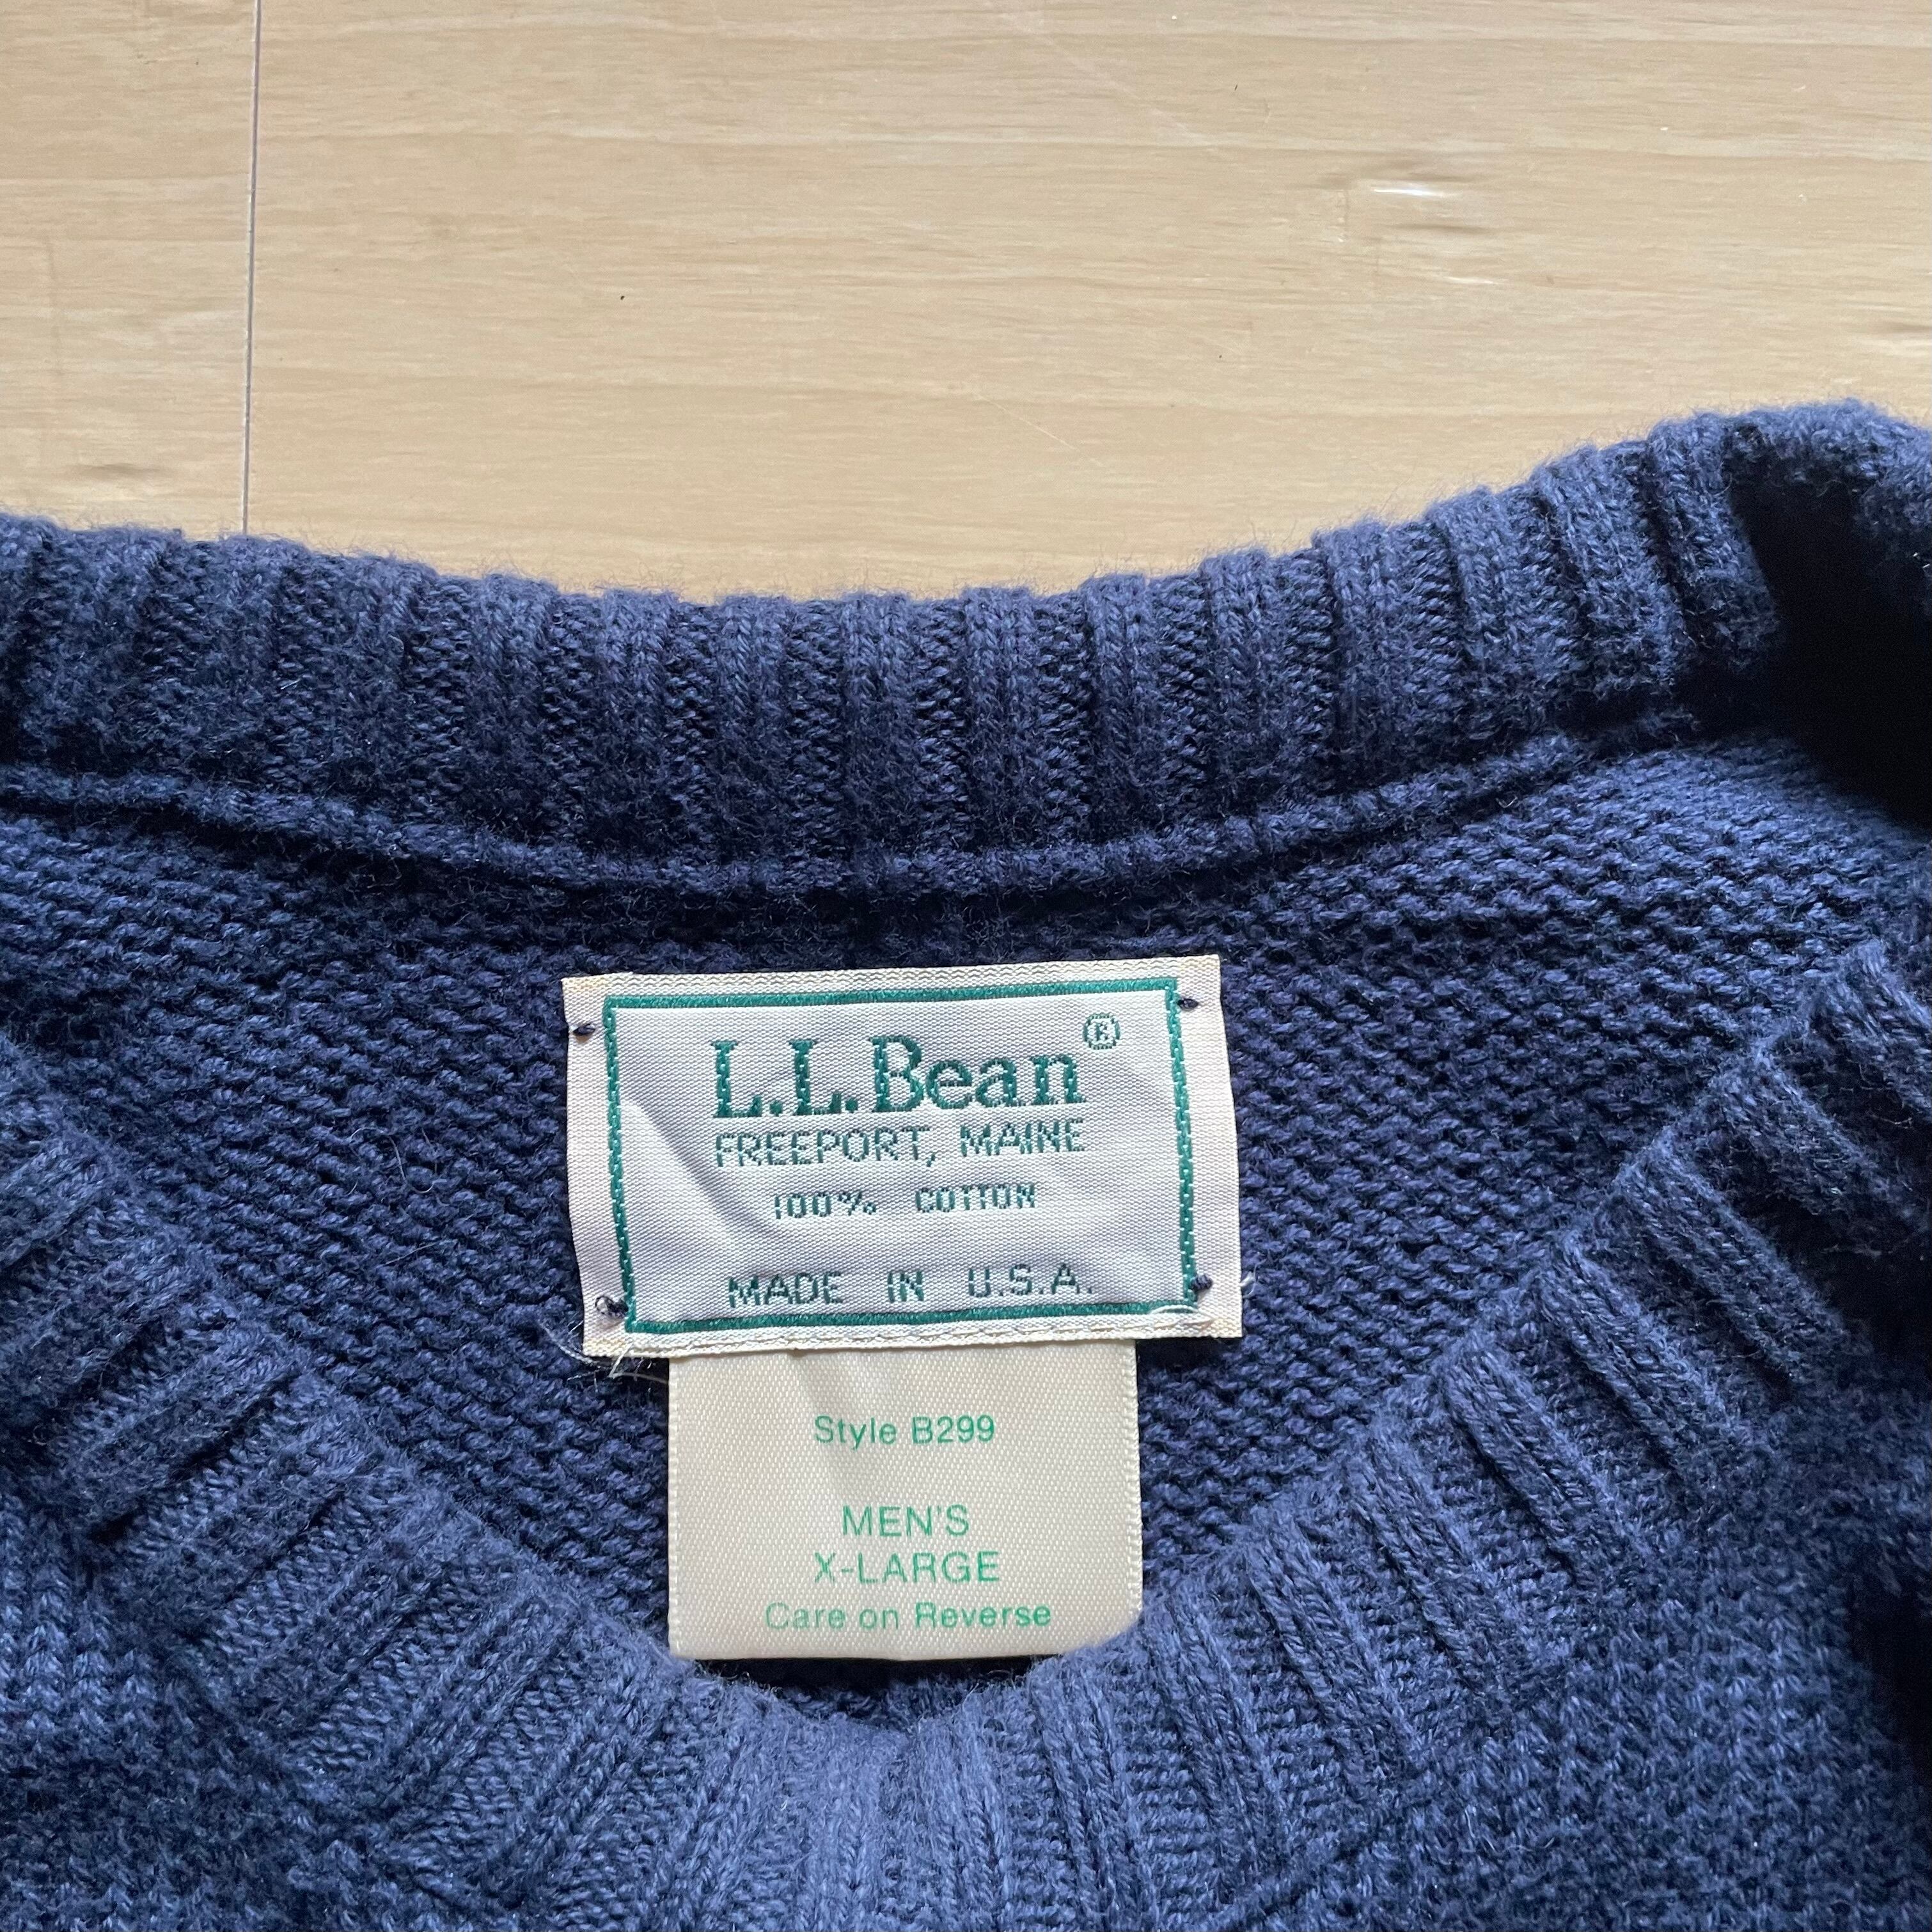 L.L.Bean®
FREEPORT, MAINE
100% COTTON
MADE IN U.S.A.
Style B299
MEN'S
X-LARGE
Care on Reverse